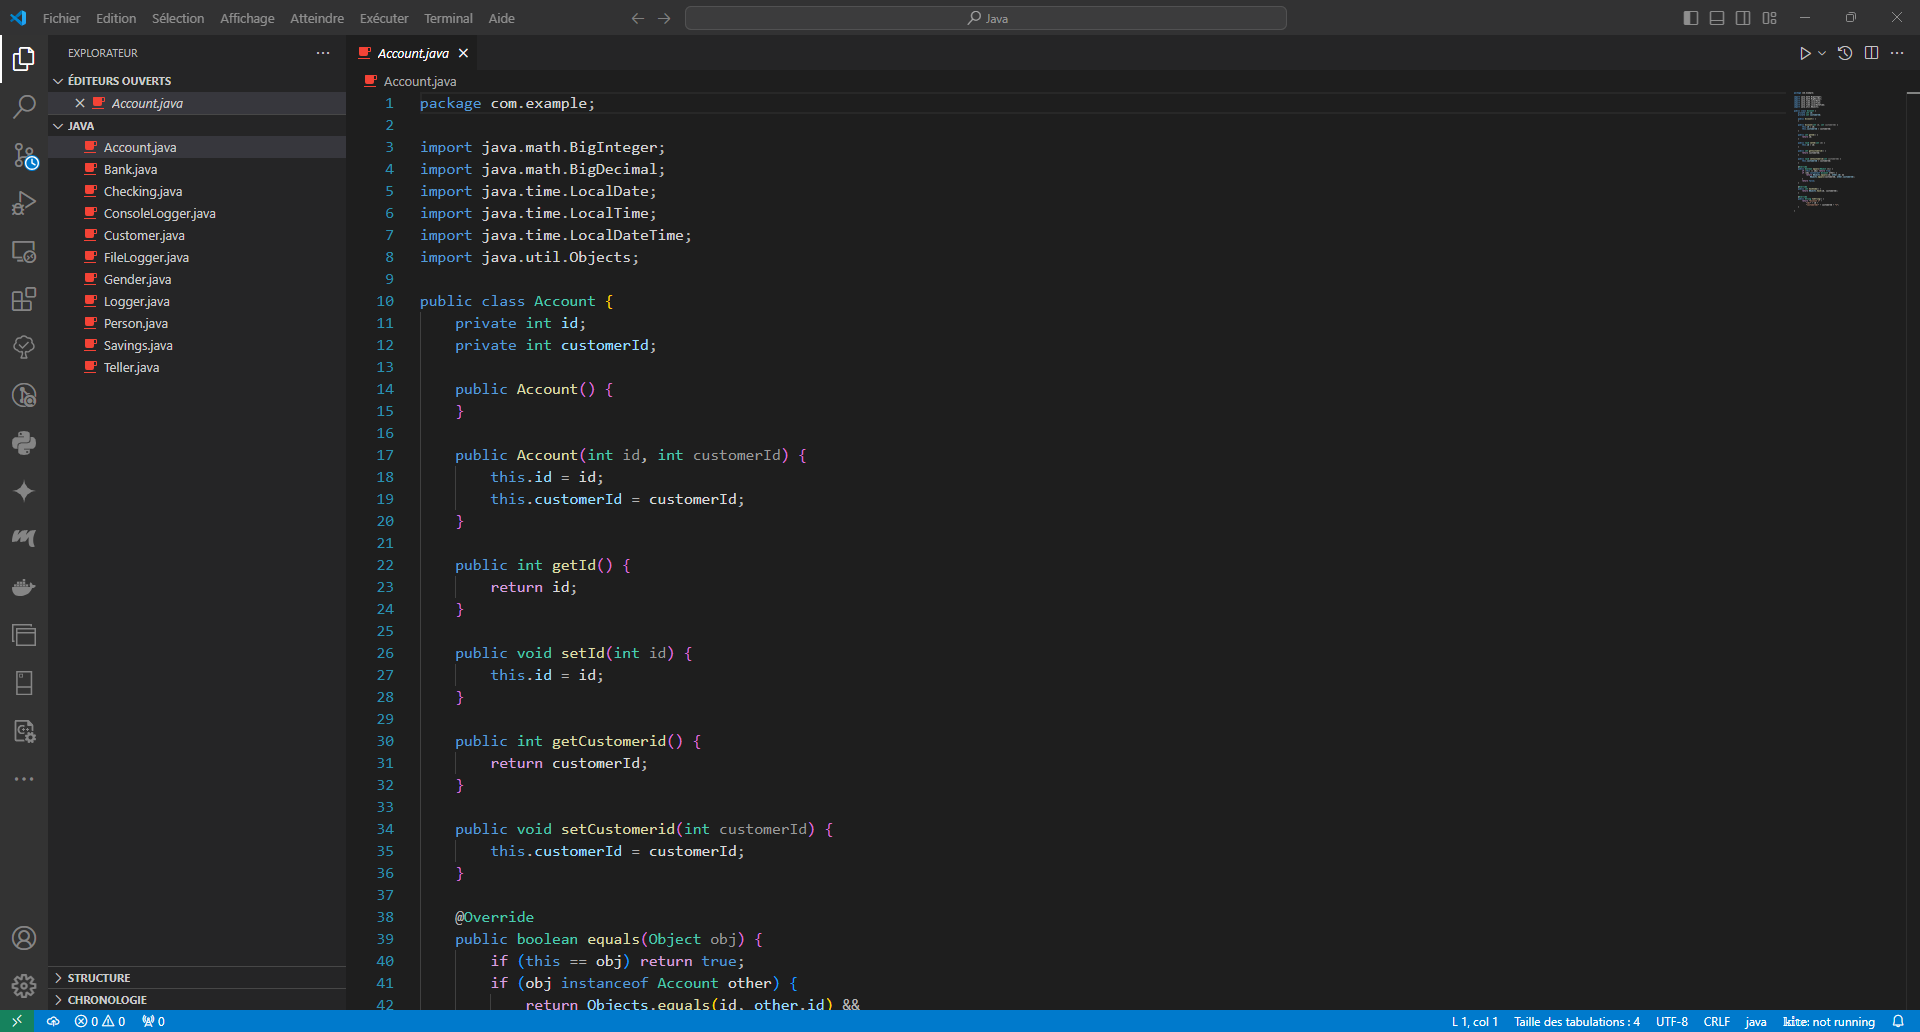 Fichier Edition Sélection Affichage Atteindre Exécuter Terminal Aide
Java
EXPLORATEUR
ÉDITEURS OUVERTS
Account.java
JAVA
Account.java
Bank.java
Checking.java
ConsoleLogger.java
Customer.java
FileLogger.java
Gender.java
Logger.java
Person.java
Savings.java
Teller.java
STRUCTURE
CHRONOLOGIE
Account.java
Account.java
1 package com.example;
2
3 import java.math.BigInteger;
4 import java.math.BigDecimal;
5 import java.time.LocalDate;
6 import java.time.LocalTime;
7 import java.time.LocalDateTime;
8 import java.util.Objects;
9
10 public class Account {
11 private int id;
12 private int customerId;
13
14 public Account() {
15 }
16
17 public Account(int id, int customerId) {
18 this.id = id;
19 this.customerId = customerId;
20 }
21
22 public int getId() {
23 return id;
24 }
25
26 public void setId(int id) {
27 this.id = id;
28 }
29
30 public int getCustomerid() {
31 return customerId;
32 }
33
34 public void setCustomerid(int customerId) {
35 this.customerId = customerId;
36 }
37
38 @Override
39 public boolean equals(Object obj) {
40 if (this == obj) return true;
41 if (obj instanceof Account other) {
42 return Objects.equals(id, other.id) &&
0 0 0 L 1, col 1 Taille des tabulations : 4 UTF-8 CRLF java kite: not running